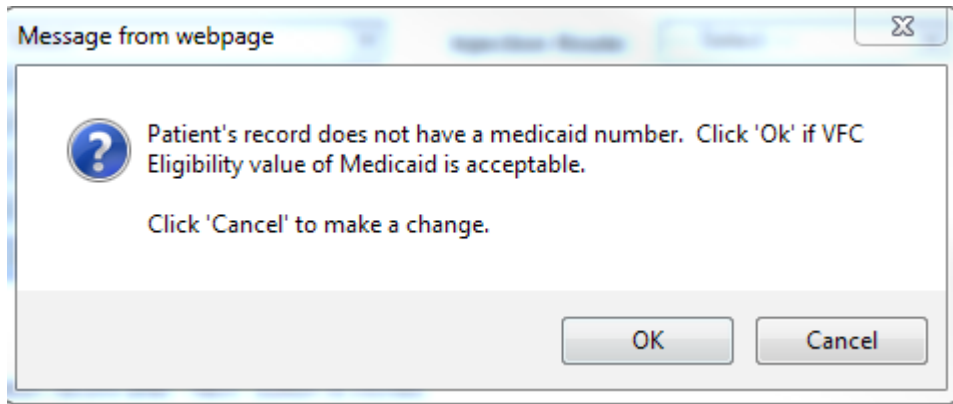 Message from webpage
Patient's record does not have a medicaid number.  Click 'Ok' if VFC
Eligibility value of Medicaid is acceptable.
Click 'Cancel' to make a change.
OK
Cancel